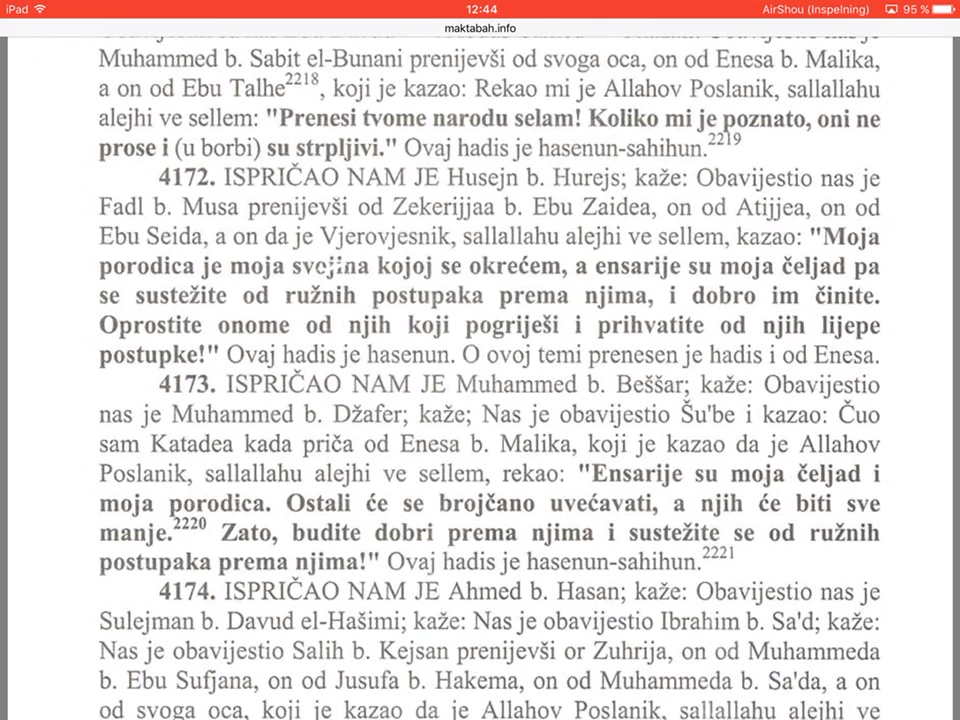 iPad
12:44
AirShou (Inspelning)
95 %
maktabah.info
Muhammed b. Sabit el-Bunani prenijevši od svoga oca, on od Enesa b. Malika,
a on od Ebu Talhe2218, koji je kazao: Rekao mi je Allahov Poslanik, sallallahu
alejhi ve sellem: "Prenesi tvome narodu selam! Koliko mi je poznato, oni ne
prose i (u borbi) su strpljivi." Ovaj hadis je hasenun-sahihun.2219
4172. ISPRIČAO NAM JE Husejn b. Hurejs; kaže: Obavijestio nas je
Fadl b. Musa prenijevši od Zekerijjaa b. Ebu Zaidea, on od Atijjea, on od
Ebu Seida, a on da je Vjerovjesnik, sallallahu alejhi ve sellem, kazao: "Moja
porodica je moja svojina kojoj se okrećem, a ensarije su moja čeljad pa
se sustežite od ružnih postupaka prema njima, i dobro im činite.
Oprostite onome od njih koji pogriješi i prihvatite od njih lijepe
postupke!" Ovaj hadis je hasenun. O ovoj temi prenesen je hadis i od Enesa.
4173. ISPRIČAO NAM JE Muhammed b. Beššar; kaže: Obavijestio
nas je Muhammed b. Džafer; kaže; Nas je obavijestio Šu'be i kazao: Čuo
sam Katadea kada priča od Enesa b. Malika, koji je kazao da je Allahov
Poslanik, sallallahu alejhi ve sellem, rekao: "Ensarije su moja čeljad i
moja porodica. Ostali će se brojčano uvećavati, a njih će biti sve
manje.2220 Zato, budite dobri prema njima i sustežite se od ružnih
postupaka prema njima!" Ovaj hadis je hasenun-sahihun.2221
4174. ISPRIČAO NAM JE Ahmed b. Hasan; kaže: Obavijestio nas je
Sulejman b. Davud el-Hašimi; kaže: Nas je obavijestio Ibrahim b. Sa'd; kaže:
Nas je obavijestio Salih b. Kejsan prenijevši or Zuhrija, on od Muhammeda
b. Ebu Sufjana, on od Jusufa b. Hakema, on od Muhammeda b. Sa'da, a on
od svoga oca, koji je kazao da je Allahov Poslanik, sallallahu alejhi ve